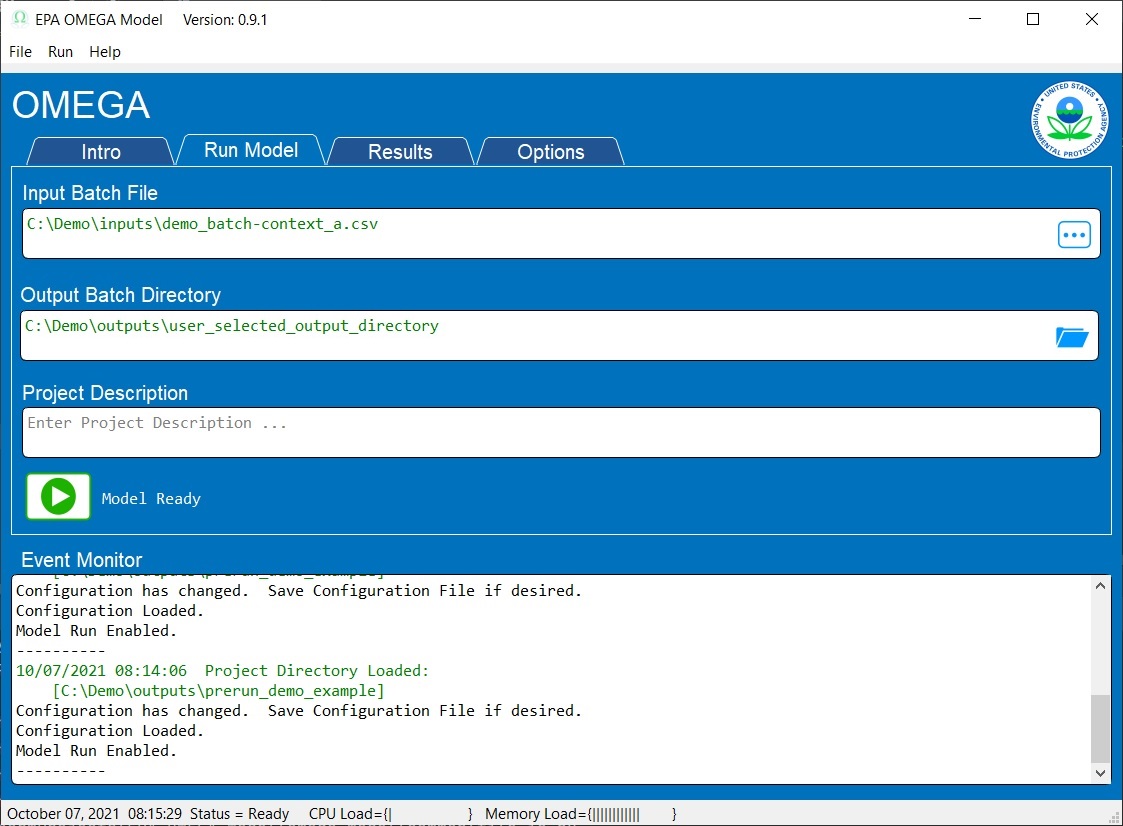 EPA OMEGA Model Version: 0.9.1
File Run Help
OMEGA
UNITED STATES ENVIRONMENTAL PROTECTION AGENCY
Intro Run Model Results Options
Input Batch File
C:\Demo\inputs\demo_batch-context_a.csv
Output Batch Directory
C:\Demo\outputs\user_selected_output_directory
Project Description
Enter Project Description ...
Model Ready
Event Monitor
[C:\Demo\outputs\prerun_demo_example]
Configuration has changed.  Save Configuration File if desired.
Configuration Loaded.
Model Run Enabled.
----------
10/07/2021 08:14:06  Project Directory Loaded:
[C:\Demo\outputs\prerun_demo_example]
Configuration has changed.  Save Configuration File if desired.
Configuration Loaded.
Model Run Enabled.
----------
October 07, 2021  08:15:29  Status = Ready CPU Load={| } Memory Load={|||||||||||| }